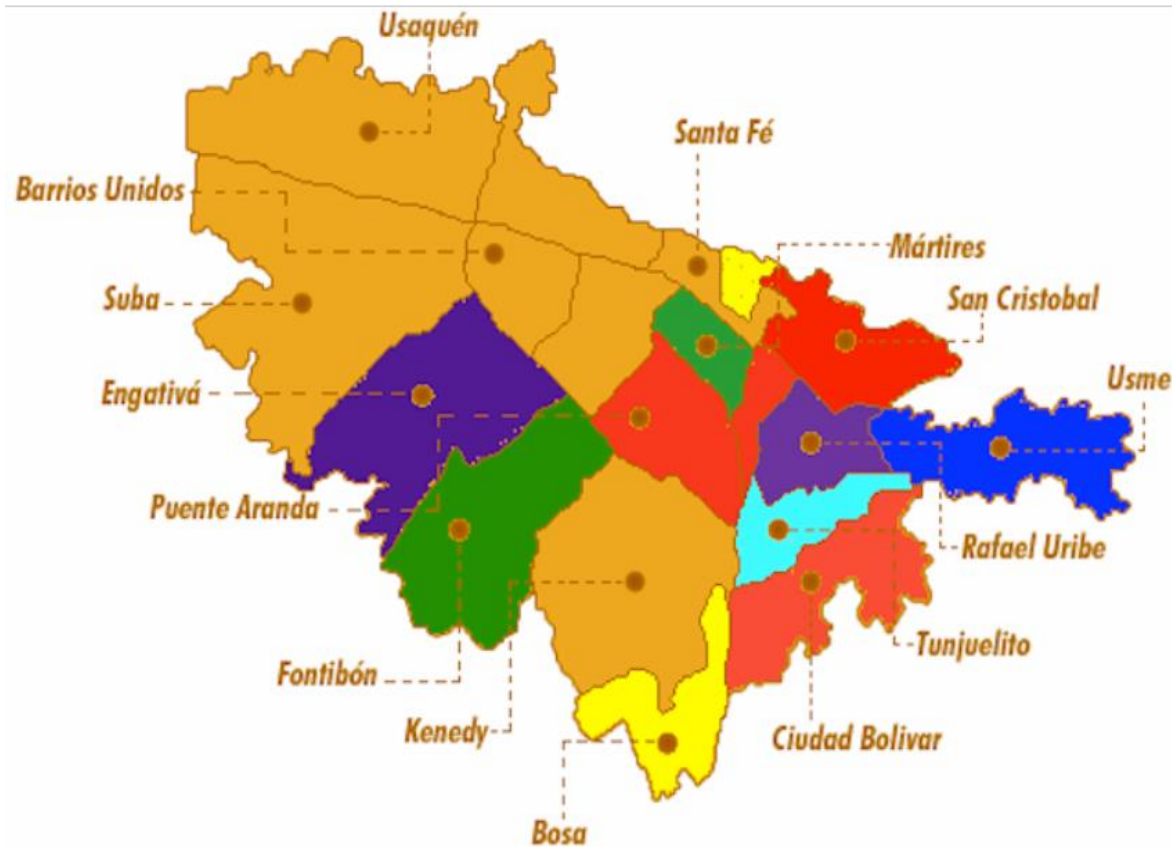 Usaquén
Santa Fé
Barrios Unidos
Mártires
Suba
San Cristobal
Engativá
Usme
Puente Aranda
Rafael Uribe
Fontibón
Tunjuelito
Kenedy
Ciudad Bolivar
Bosa